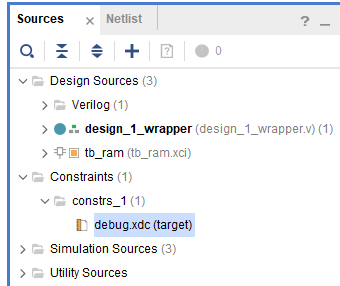 Sources × Netlist ? _
0
Design Sources (3)
Verilog (1)
design_1_wrapper (design_1_wrapper.v) (1)
tb_ram (tb_ram.xci)
Constraints (1)
constrs_1 (1)
debug.xdc (target)
Simulation Sources (3)
Utility Sources